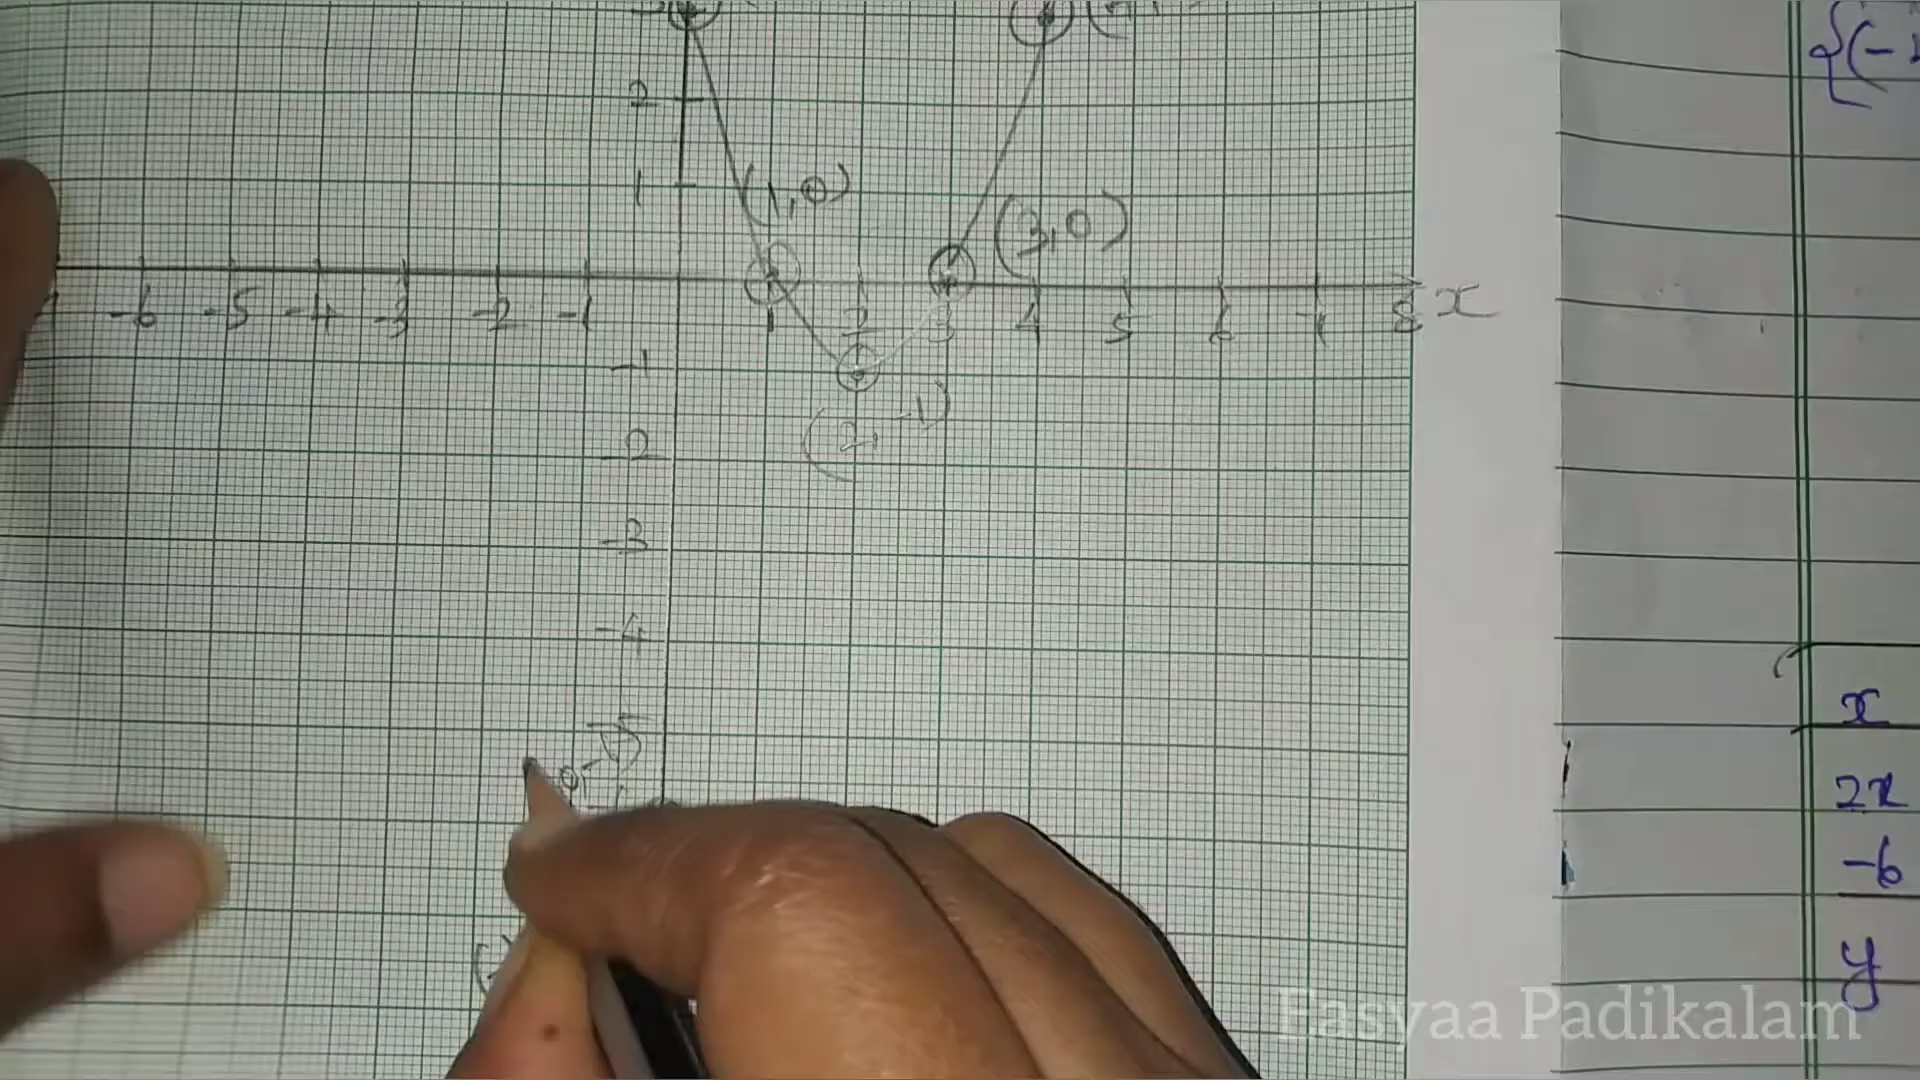 2
1
(1,0)
(3,0)
-6 -5 -4 -3 -2 -1 1 2 3 4 5 6 7 8 x
-1
(2,-1)
-2
-3
-4
-5
x
2x
-6
y
Easyaa Padikalam